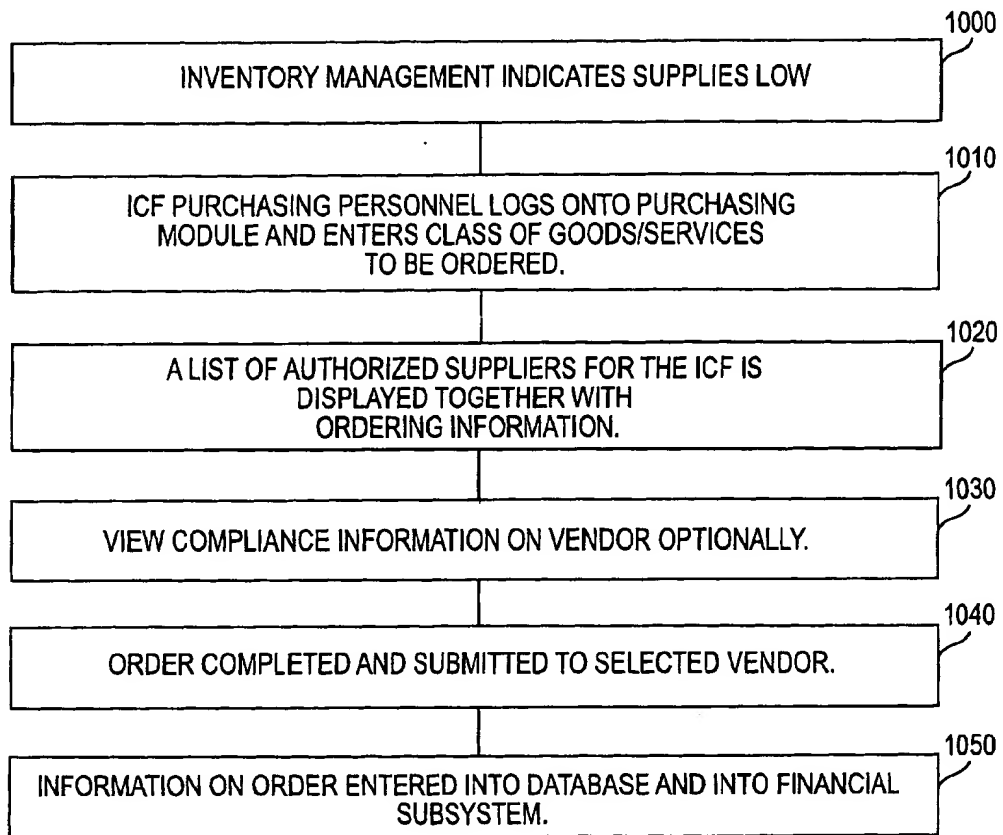 1000
INVENTORY MANAGEMENT INDICATES SUPPLIES LOW
1010
ICF PURCHASING PERSONNEL LOGS ONTO PURCHASING
MODULE AND ENTERS CLASS OF GOODS/SERVICES
TO BE ORDERED.
1020
A LIST OF AUTHORIZED SUPPLIERS FOR THE ICF IS
DISPLAYED TOGETHER WITH
ORDERING INFORMATION.
1030
VIEW COMPLIANCE INFORMATION ON VENDOR OPTIONALLY.
1040
ORDER COMPLETED AND SUBMITTED TO SELECTED VENDOR.
1050
INFORMATION ON ORDER ENTERED INTO DATABASE AND INTO FINANCIAL
SUBSYSTEM.